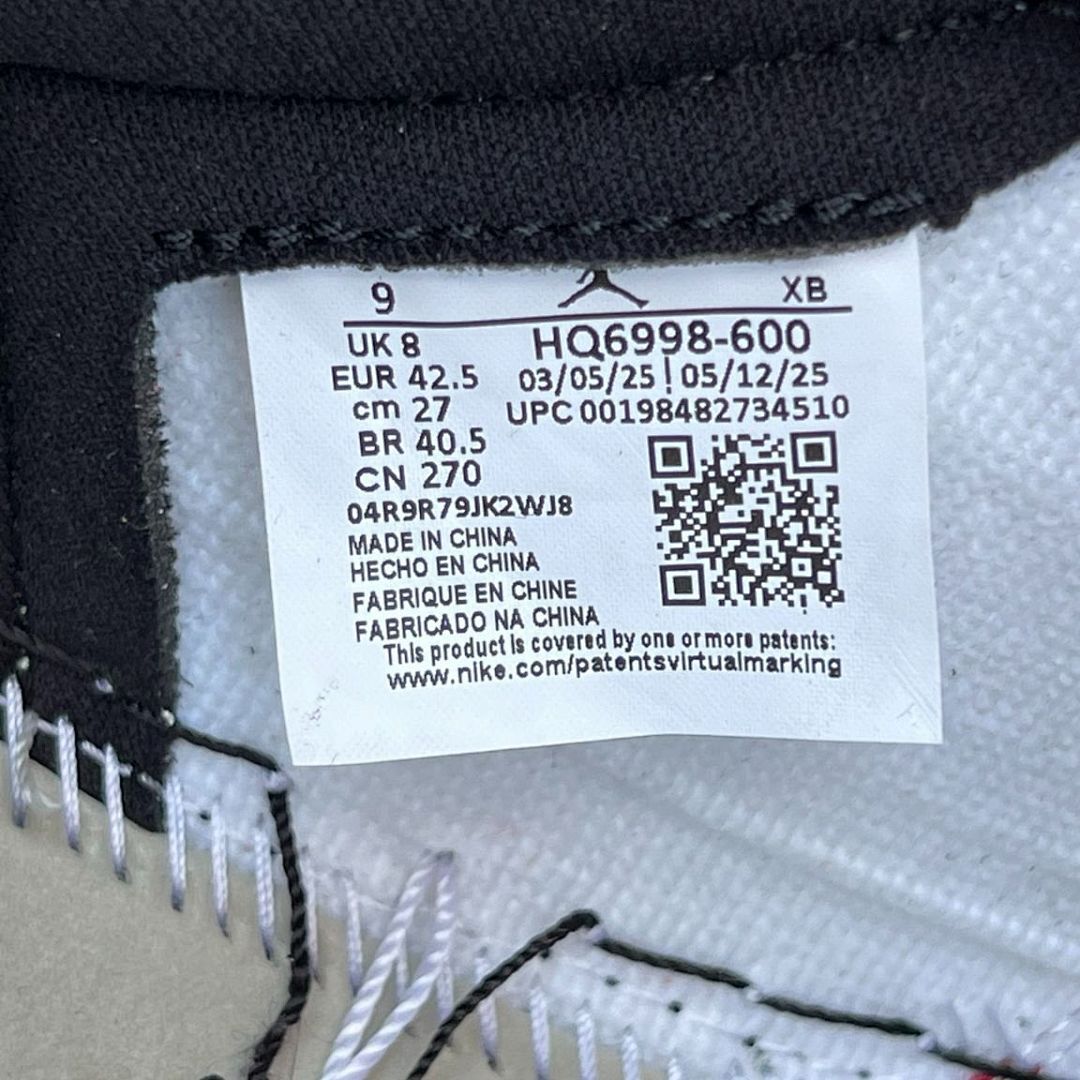 9 XB
UK 8 HQ6998-600
EUR 42.5 03/05/25 | 05/12/25
cm 27 UPC 00198482734510
BR 40.5
CN 270
04R9R79JK2WJ8
MADE IN CHINA
HECHO EN CHINA
FABRIQUE EN CHINE
FABRICADO NA CHINA
This product is covered by one or more patents:
www.nike.com/patentsvirtualmarking